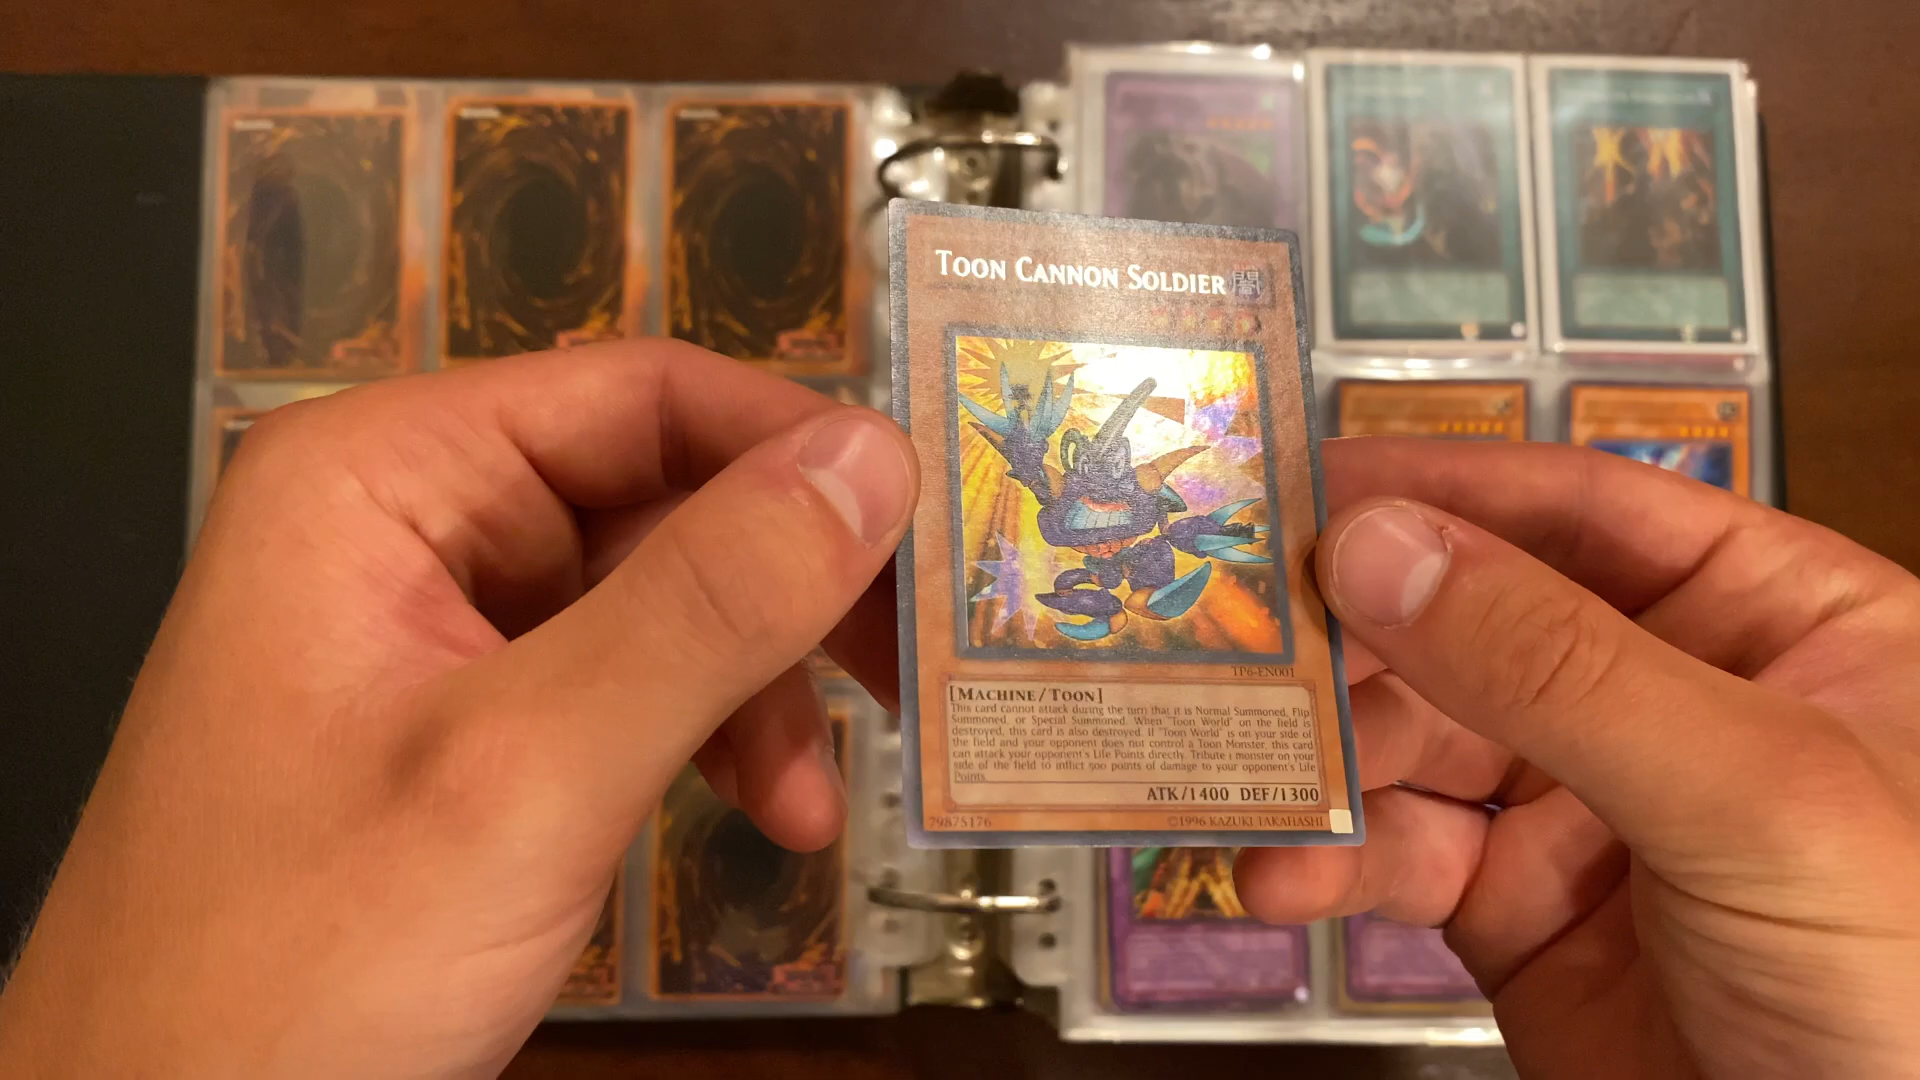 TOON CANNON SOLDIER 闇
TP6-EN001
[MACHINE/TOON]
This card cannot attack during the turn that it is Normal Summoned, Flip
Summoned, or Special Summoned. When "Toon World" on the field is
destroyed, this card is also destroyed. If "Toon World" is on your side of
the field and your opponent does not control a Toon Monster, this card
can attack your opponent's Life Points directly. Tribute 1 monster on your
side of the field to inflict 500 points of damage to your opponent's Life
Points.
ATK/1400 DEF/1300
79875176 ©1996 KAZUKI TAKAHASHI